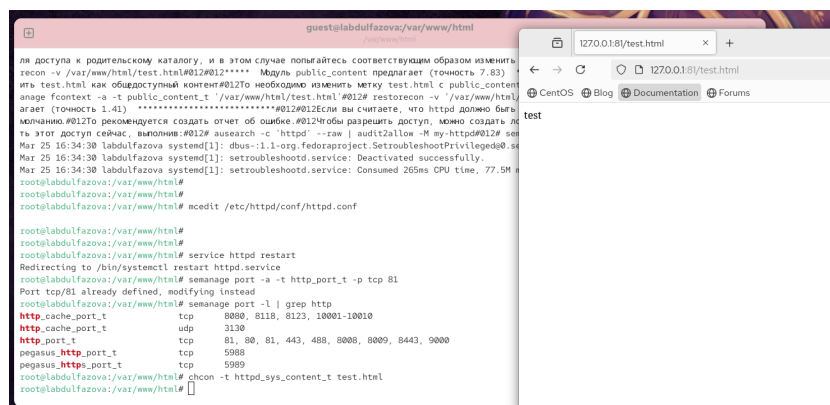 guest@labdulfazova:/var/www/html
/var/www/html
ля доступа к родительскому каталогу, и в этом случае попытайтесь соответствующим образом изменить
recon -v /var/www/html/test.html#012#012***** Модуль public_content предлагает (точность 7.83)
ить test.html как общедоступный контент#012То необходимо изменить метку test.html с public_content
anage fcontext -a -t public_content_t '/var/www/html/test.html'#012# restorecon -v '/var/www/html/
агает (точность 1.41) **************************#012#012Если вы считаете, что httpd должно быть
молчанию.#012То рекомендуется создать отчет об ошибке.#012Чтобы разрешить доступ, можно создать ло
ть этот доступ сейчас, выполнив:#012# ausearch -c 'httpd' --raw | audit2allow -M my-httpd#012# sem
Mar 25 16:34:30 labdulfazova systemd[1]: dbus-:1.1-org.fedoraproject.SetroubleshootPrivileged@0.se
Mar 25 16:34:30 labdulfazova systemd[1]: setroubleshootd.service: Deactivated successfully.
Mar 25 16:34:30 labdulfazova systemd[1]: setroubleshootd.service: Consumed 265ms CPU time, 77.5M m
root@labdulfazova:/var/www/html#
root@labdulfazova:/var/www/html#
root@labdulfazova:/var/www/html# mcedit /etc/httpd/conf/httpd.conf
root@labdulfazova:/var/www/html#
root@labdulfazova:/var/www/html#
root@labdulfazova:/var/www/html# service httpd restart
Redirecting to /bin/systemctl restart httpd.service
root@labdulfazova:/var/www/html# semanage port -a -t http_port_t -p tcp 81
Port tcp/81 already defined, modifying instead
root@labdulfazova:/var/www/html# semanage port -l | grep http
http_cache_port_t tcp 8080, 8118, 8123, 10001-10010
http_cache_port_t udp 3130
http_port_t tcp 81, 80, 81, 443, 488, 8008, 8009, 8443, 9000
pegasus_http_port_t tcp 5988
pegasus_https_port_t tcp 5989
root@labdulfazova:/var/www/html# chcon -t httpd_sys_content_t test.html
root@labdulfazova:/var/www/html#
127.0.0.1:81/test.html
127.0.0.1:81/test.html
CentOS Blog Documentation Forums
test